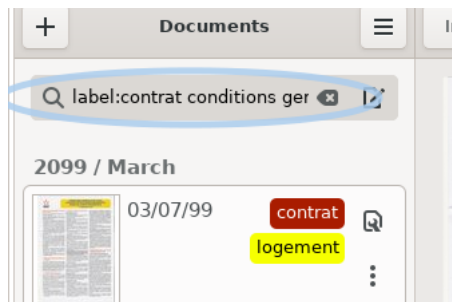 Documents
label:contrat conditions ger
2099 / March
03/07/99
contrat
logement